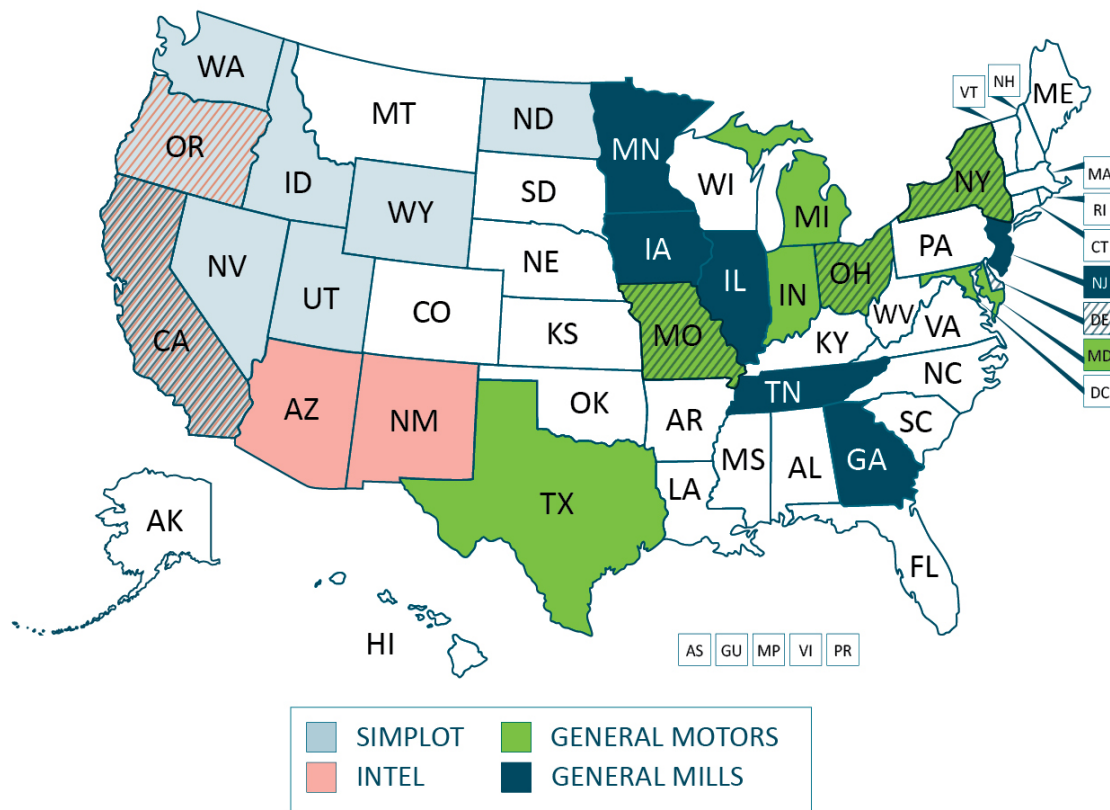 WA
MT
ND
MN
VT
NH
ME
OR
ID
SD
WI
NY
MA
WY
MI
RI
NV
NE
IA
PA
CT
UT
CO
IL
IN
OH
NJ
CA
KS
MO
WV
VA
DE
KY
MD
AZ
NM
OK
TN
NC
DC
AR
SC
MS
AL
GA
TX
LA
AK
FL
HI
AS GU MP VI PR
SIMPLOT GENERAL MOTORS
INTEL GENERAL MILLS